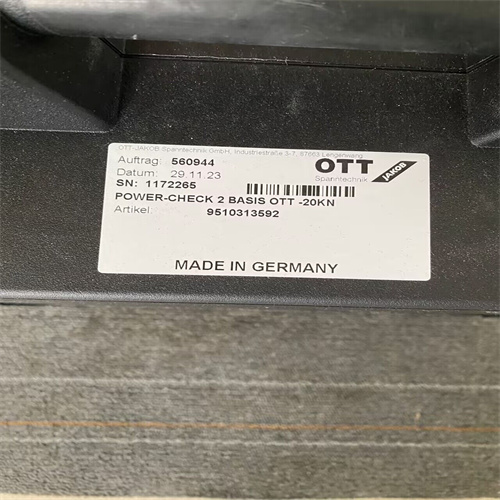 OTT-JAKOB Spanntechnik GmbH, Industriestraße 3-7, 87663 Lengenwang
Auftrag: 560944
Datum: 29.11.23
SN: 1172265
POWER-CHECK 2 BASIS OTT -20KN
Artikel: 9510313592
OTT
JAKOB
Spanntechnik
MADE IN GERMANY